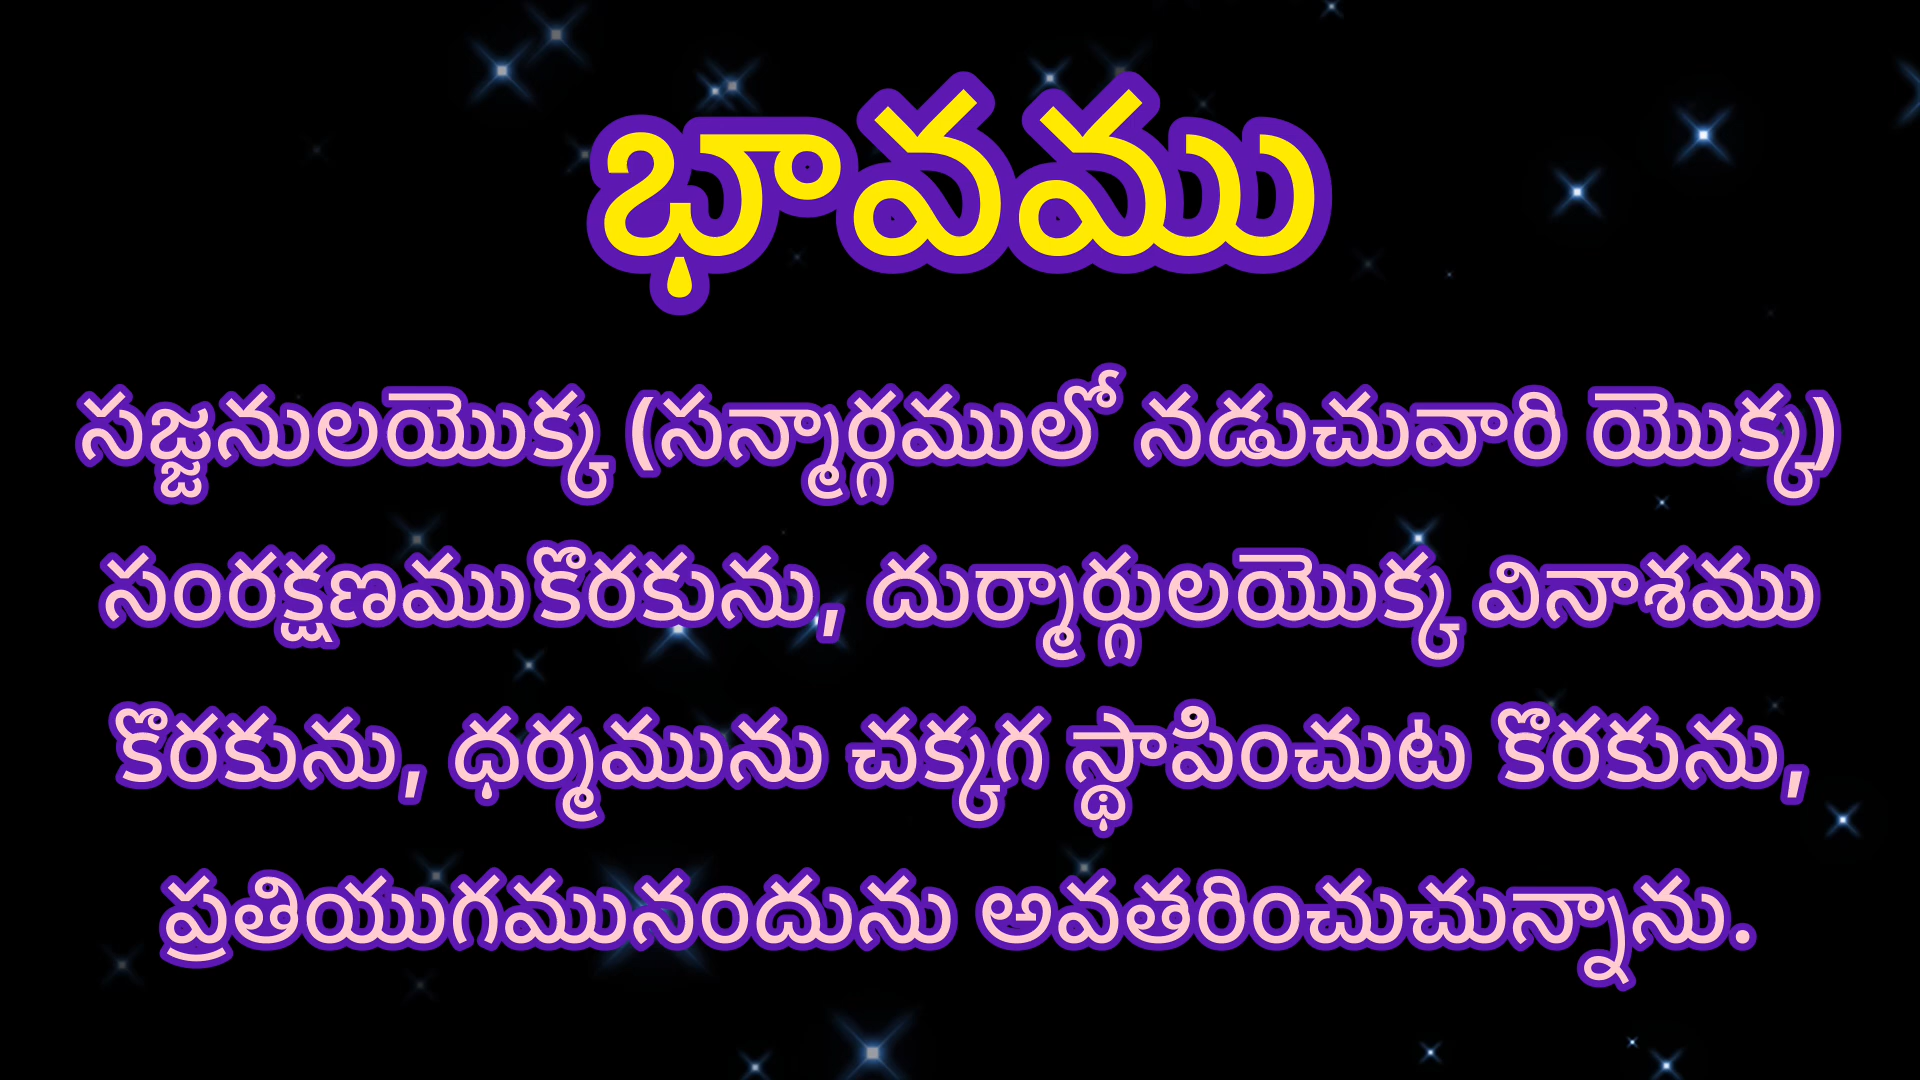 భావము
సజ్జనులయొక్క (సన్మార్గములో నడుచువారి యొక్క)
సంరక్షణముకొరకును, దుర్మార్గులయొక్క వినాశము
కొరకును, ధర్మమును చక్కగ స్థాపించుట కొరకును,
ప్రతియుగమునందును అవతరించుచున్నాను.